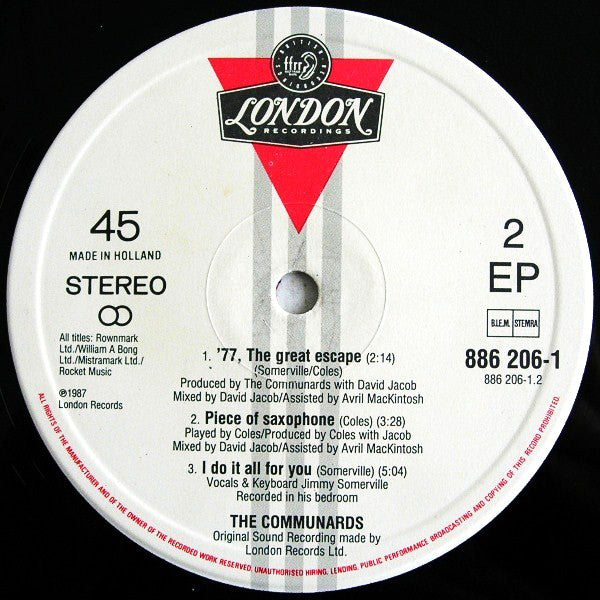 BRITISH RECORDINGS
ffrr
LONDON
RECORDINGS
45
MADE IN HOLLAND
STEREO
2
EP
B.I.E.M. STEMRA
All titles: Rownmark
Ltd./William A Bong
Ltd./Mistramark Ltd./
Rocket Music
℗1987
London Records
886 206-1
886 206-1.2
1. ’77, The great escape (2:14)
(Somerville/Coles)
Produced by The Communards with David Jacob
Mixed by David Jacob/Assisted by Avril MacKintosh
2. Piece of saxophone (Coles) (3:28)
Played by Coles/Produced by Coles with Jacob
Mixed by David Jacob/Assisted by Avril MacKintosh
3. I do it all for you (Somerville) (5:04)
Vocals & Keyboard Jimmy Somerville
Recorded in his bedroom
THE COMMUNARDS
Original Sound Recording made by
London Records Ltd.
ALL RIGHTS OF THE MANUFACTURER AND OF THE OWNER OF THE RECORDED WORK RESERVED, UNAUTHORISED HIRING, LENDING, PUBLIC PERFORMANCE BROADCASTING AND COPYING OF THIS RECORD PROHIBITED.